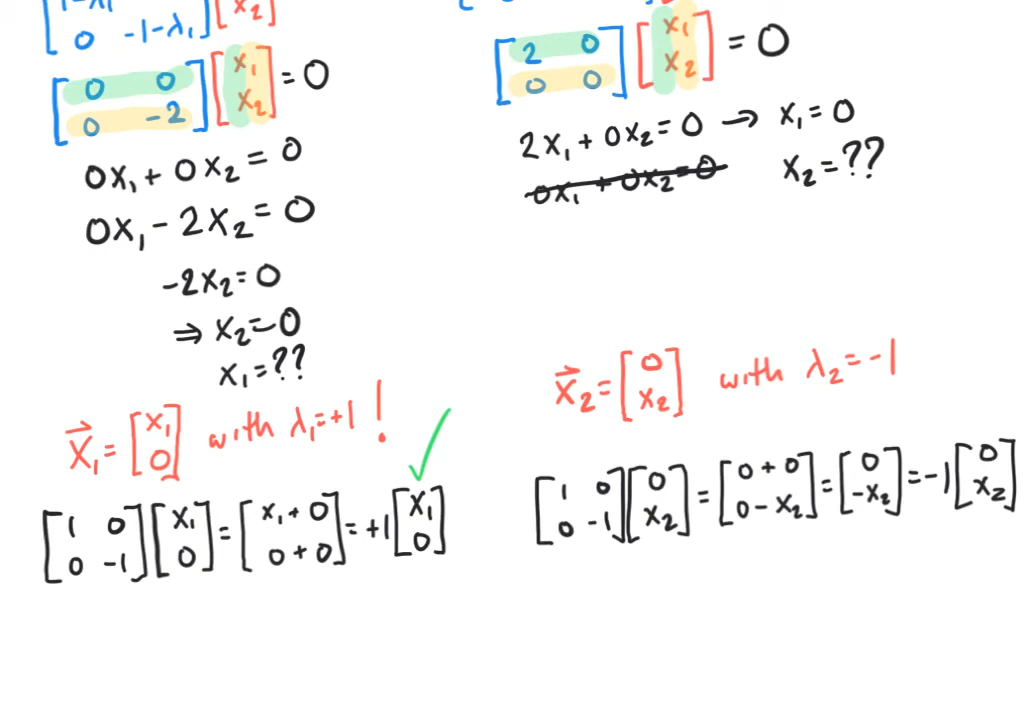 0 -1-λ₁] [x₂]
[0 0; 0 -2] [x₁; x₂] = 0
0x₁ + 0x₂ = 0
0x₁ - 2x₂ = 0
-2x₂ = 0
⇒ x₂ = 0
x₁ = ??
x⃗₁ = [x₁; 0] with λ₁ = +1 !
[1 0; 0 -1] [x₁; 0] = [x₁ + 0; 0 + 0] = +1 [x₁; 0] ✓
[2 0; 0 0] [x₁; x₂] = 0
2x₁ + 0x₂ = 0 → x₁ = 0
0x₁ + 0x₂ = 0 x₂ = ??
x⃗₂ = [0; x₂] with λ₂ = -1
[1 0; 0 -1] [0; x₂] = [0 + 0; 0 - x₂] = [0; -x₂] = -1 [0; x₂]